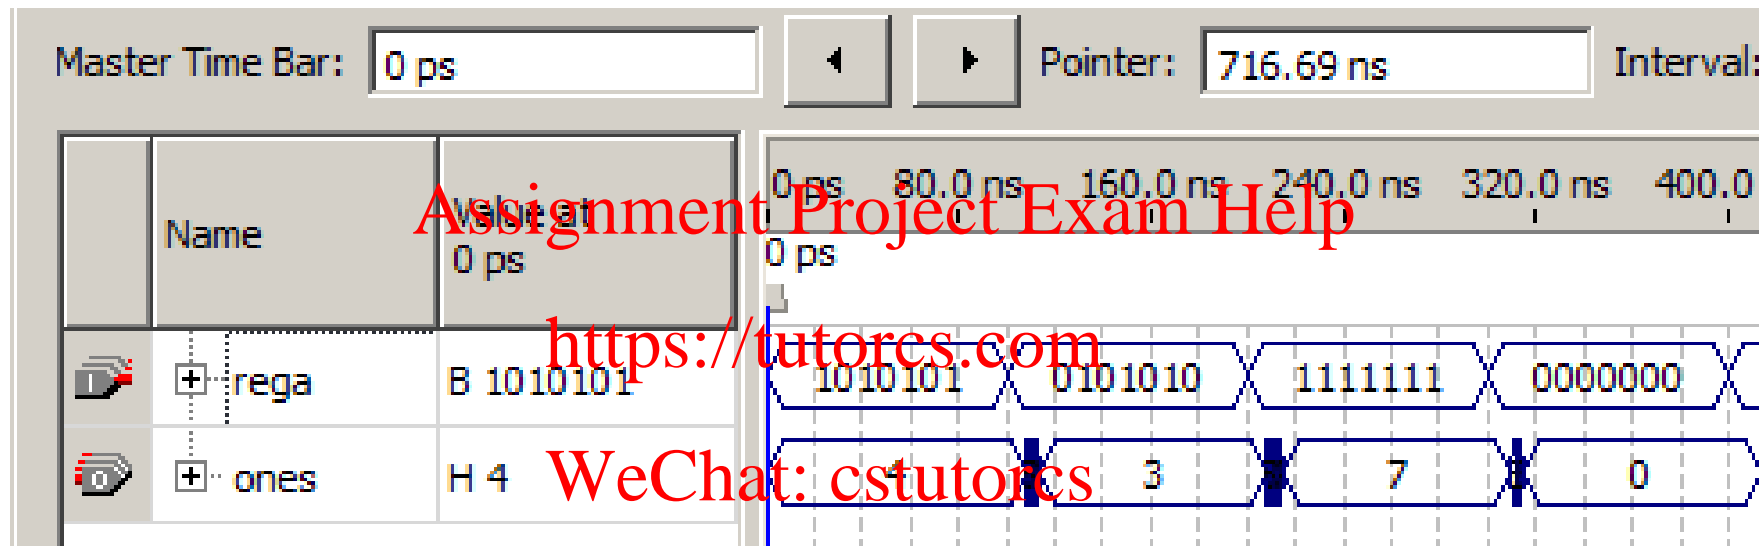 Master Time Bar: 0 ps Pointer: 716.69 ns Interval:
0 ps 80.0 ns 160.0 ns 240.0 ns 320.0 ns 400.0
Assignment Project Exam Help
Name Value at
0 ps
0 ps
https://tutorcs.com
rega B 1010101 1010101 0101010 1111111 0000000
ones H 4 4 3 7 0
WeChat: cstutorcs